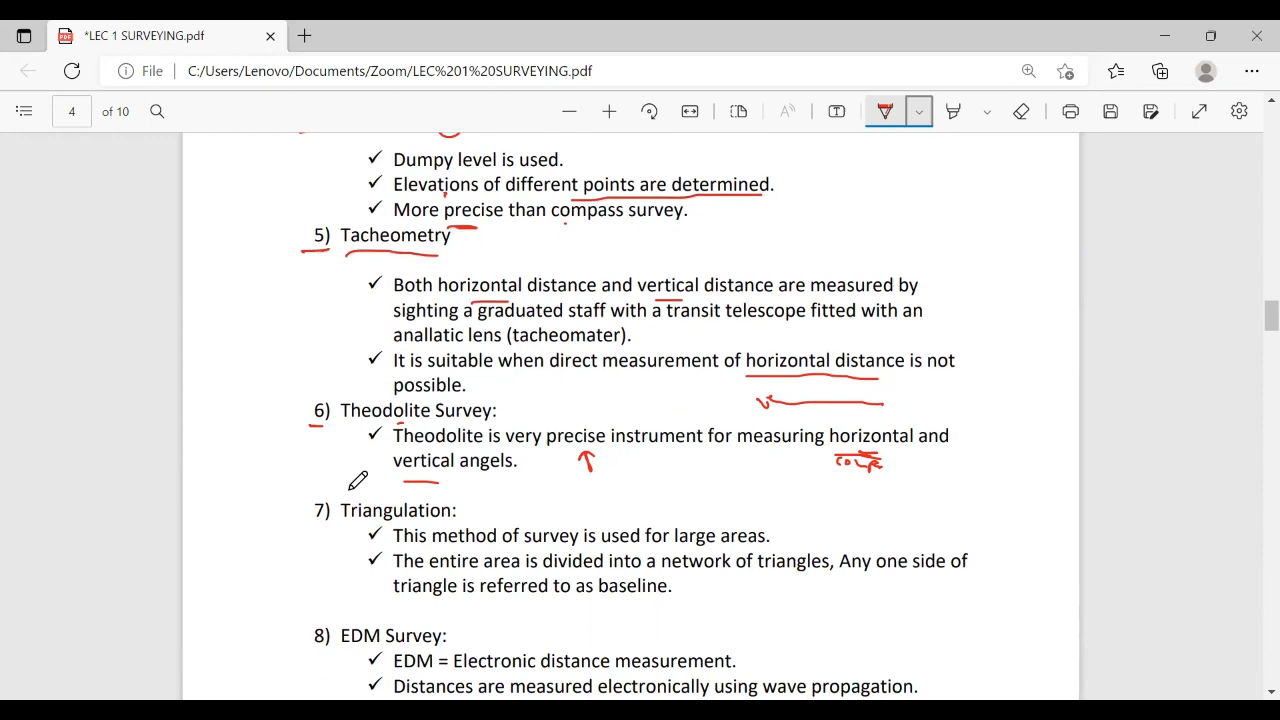 *LEC 1 SURVEYING.pdf
File C:/Users/Lenovo/Documents/Zoom/LEC%201%20SURVEYING.pdf
4 of 10
✓ Dumpy level is used.
✓ Elevations of different points are determined.
✓ More precise than compass survey.
5) Tacheometry
✓ Both horizontal distance and vertical distance are measured by
sighting a graduated staff with a transit telescope fitted with an
anallatic lens (tacheomater).
✓ It is suitable when direct measurement of horizontal distance is not
possible.
6) Theodolite Survey:
✓ Theodolite is very precise instrument for measuring horizontal and
vertical angels.
7) Triangulation:
✓ This method of survey is used for large areas.
✓ The entire area is divided into a network of triangles, Any one side of
triangle is referred to as baseline.
8) EDM Survey:
✓ EDM = Electronic distance measurement.
✓ Distances are measured electronically using wave propagation.